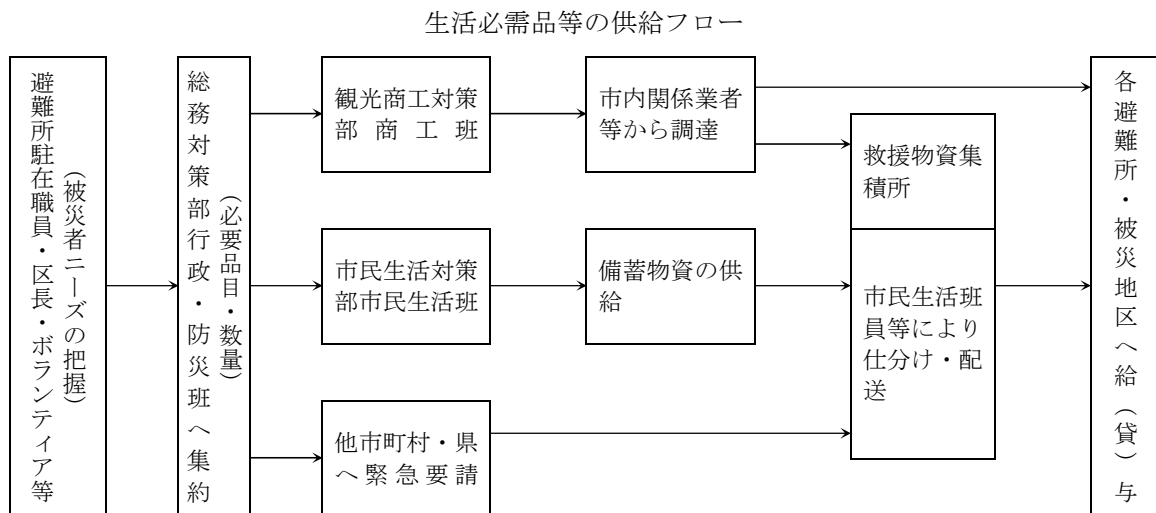 生活必需品等の供給フロー
避難所駐在職員・区長・ボランティア等
(被災者ニーズの把握)
総務対策部行政・防災班へ集約
(必要品目・数量)
観光商工対策
部商工班
市内関係業者
等から調達
救援物資集
積所
市民生活対策
部市民生活班
備蓄物資の供
給
市民生活班
員等により
仕分け・配
送
他市町村・県
へ緊急要請
各避難所・被災地区へ給(貸)与